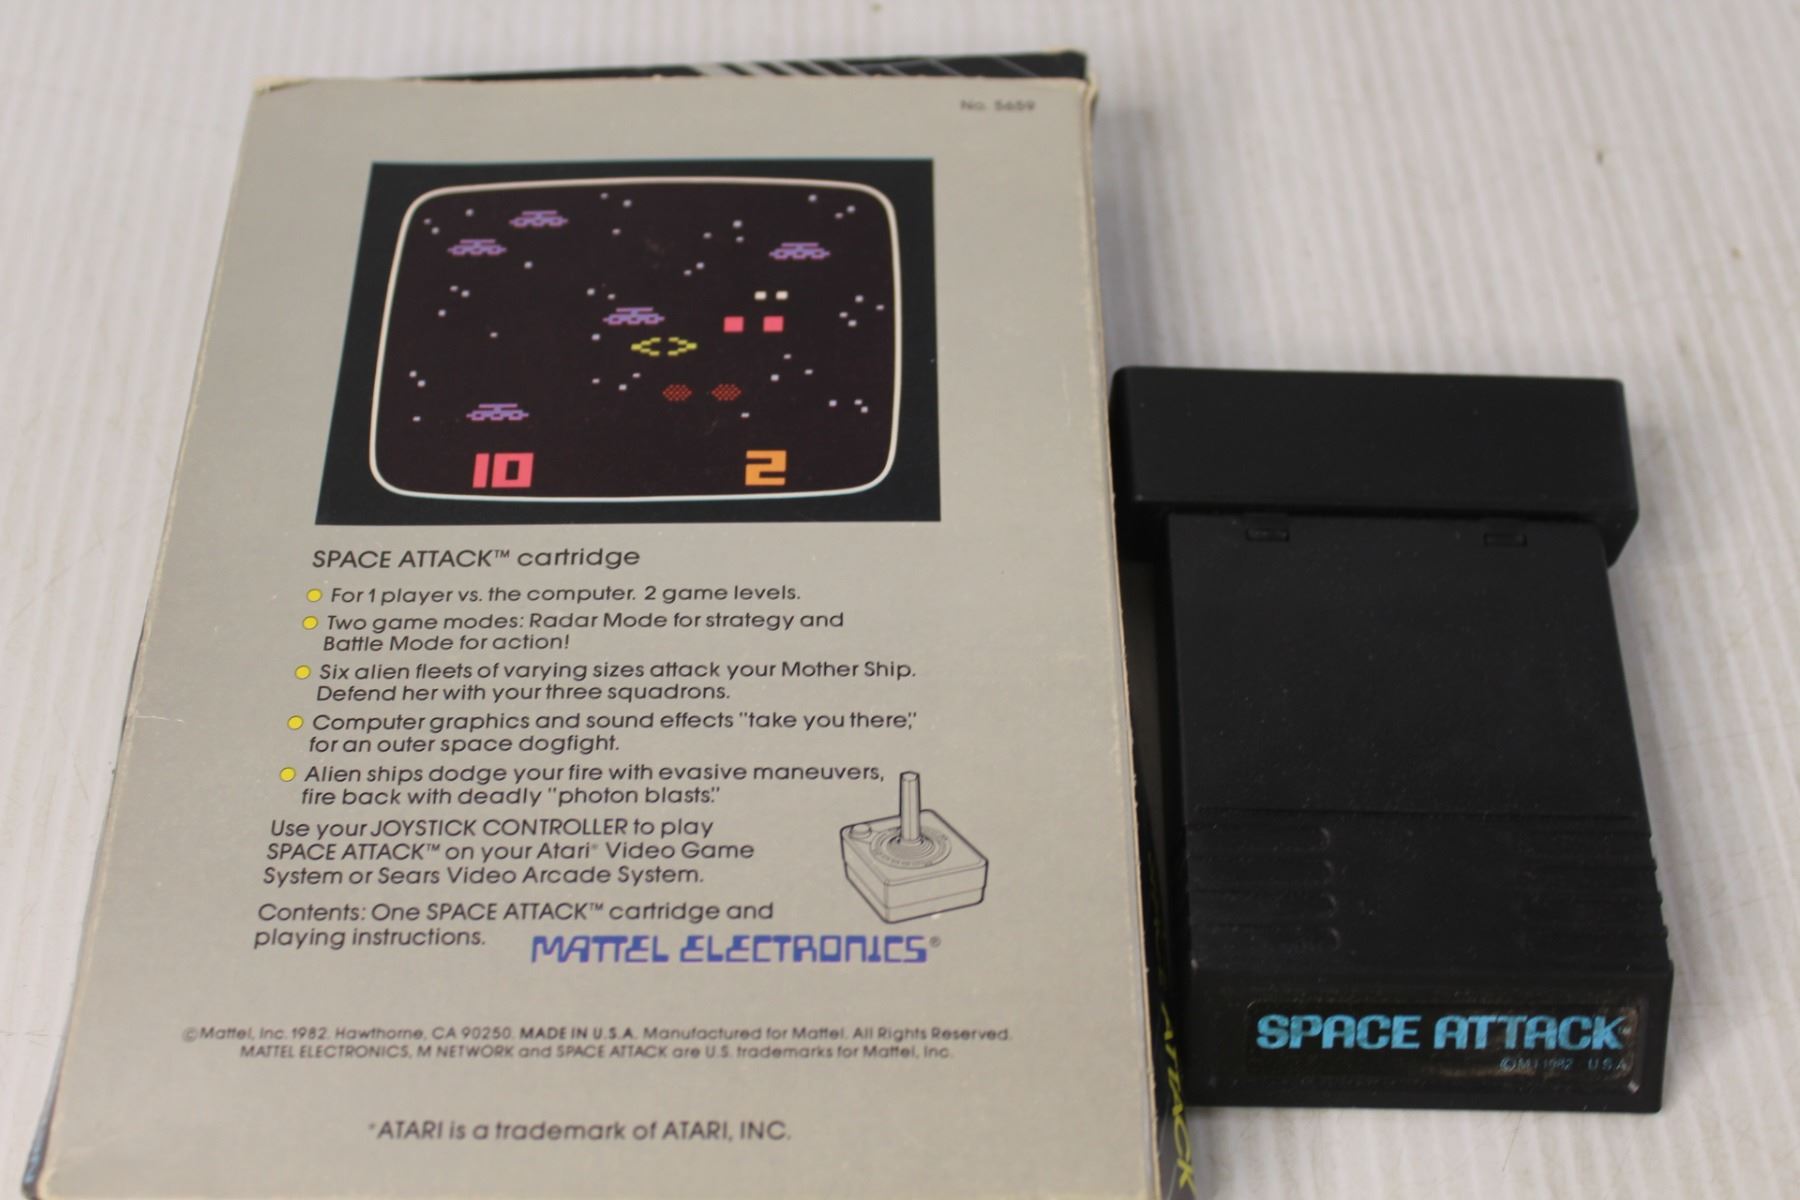 No. 5659
10 2
SPACE ATTACK™ cartridge
For 1 player vs. the computer. 2 game levels.
Two game modes: Radar Mode for strategy and
Battle Mode for action!
Six alien fleets of varying sizes attack your Mother Ship.
Defend her with your three squadrons.
Computer graphics and sound effects "take you there,"
for an outer space dogfight.
Alien ships dodge your fire with evasive maneuvers,
fire back with deadly "photon blasts."
Use your JOYSTICK CONTROLLER to play
SPACE ATTACK™ on your Atari* Video Game
System or Sears Video Arcade System.
Contents: One SPACE ATTACK™ cartridge and
playing instructions.
MATTEL ELECTRONICS®
©Mattel, Inc. 1982. Hawthorne, CA 90250. MADE IN U.S.A. Manufactured for Mattel. All Rights Reserved.
MATTEL ELECTRONICS, M NETWORK and SPACE ATTACK are U.S. trademarks for Mattel, Inc.
*ATARI is a trademark of ATARI, INC.
ATTACK
SPACE ATTACK™
©MI 1982 U.S.A